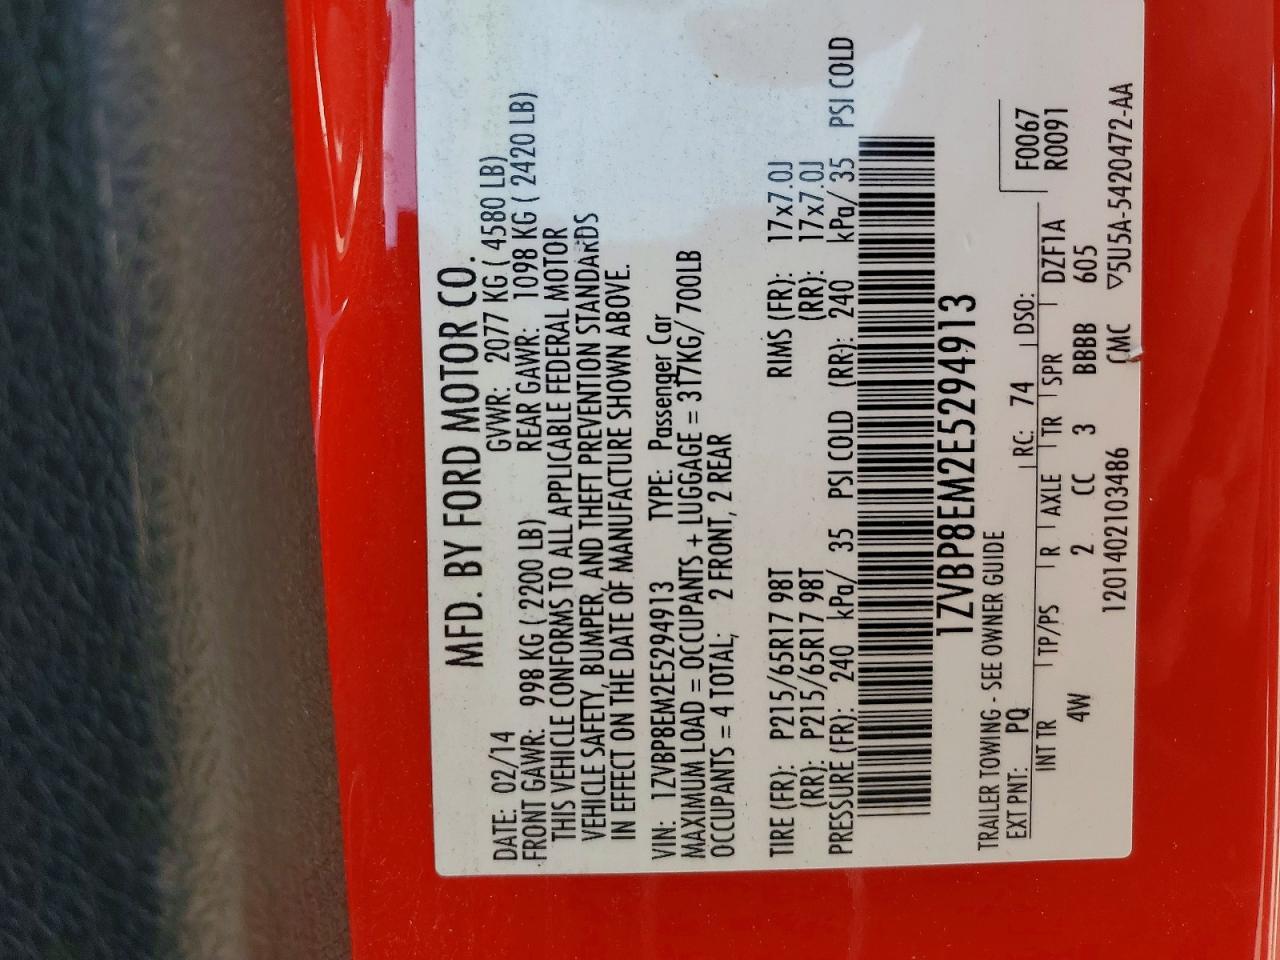 MFD. BY FORD MOTOR CO.
DATE: 02/14 GVWR: 2077 KG ( 4580 LB)
FRONT GAWR: 998 KG ( 2200 LB) REAR GAWR: 1098 KG ( 2420 LB)
THIS VEHICLE CONFORMS TO ALL APPLICABLE FEDERAL MOTOR
VEHICLE SAFETY, BUMPER, AND THEFT PREVENTION STANDARDS
IN EFFECT ON THE DATE OF MANUFACTURE SHOWN ABOVE.
VIN: 1ZVBP8EM2E5294913 TYPE: Passenger Car
MAXIMUM LOAD = OCCUPANTS + LUGGAGE = 317KG/700LB
OCCUPANTS = 4 TOTAL; 2 FRONT, 2 REAR
TIRE (FR): P215/65R17 98T RIMS (FR): 17x7.0J
(RR): P215/65R17 98T (RR): 17x7.0J
PRESSURE (FR): 240 kPa/ 35 PSI COLD (RR): 240 kPa/ 35 PSI COLD
1ZVBP8EM2E5294913
TRAILER TOWING - SEE OWNER GUIDE
EXT PNT: PQ RC: 74 DSO: F0067
INT TR TP/PS R AXLE TR SPR DZF1A R0091
4W 2 CC 3 BBBB 605
1201402103486 CMC ▽5U5A-5420472-AA